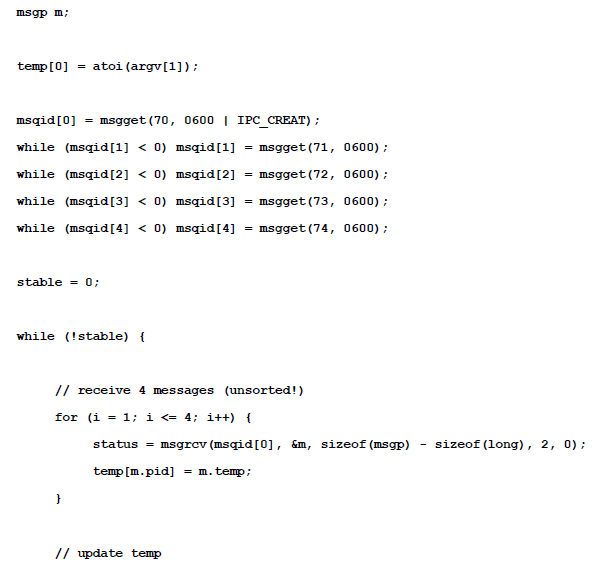 msgp m;
temp[0] = atoi(argv[1]);
msqid[0] = msgget(70, 0600 | IPC_CREAT);
while (msqid[1] < 0) msqid[1] = msgget(71, 0600);
while (msqid[2] < 0) msqid[2] = msgget(72, 0600);
while (msqid[3] < 0) msqid[3] = msgget(73, 0600);
while (msqid[4] < 0) msqid[4] = msgget(74, 0600);
stable = 0;
while (!stable) {
// receive 4 messages (unsorted!)
for (i = 1; i <= 4; i++) {
status = msgrcv(msqid[0], &m, sizeof(msgp) - sizeof(long), 2, 0);
temp[m.pid] = m.temp;
}
// update temp